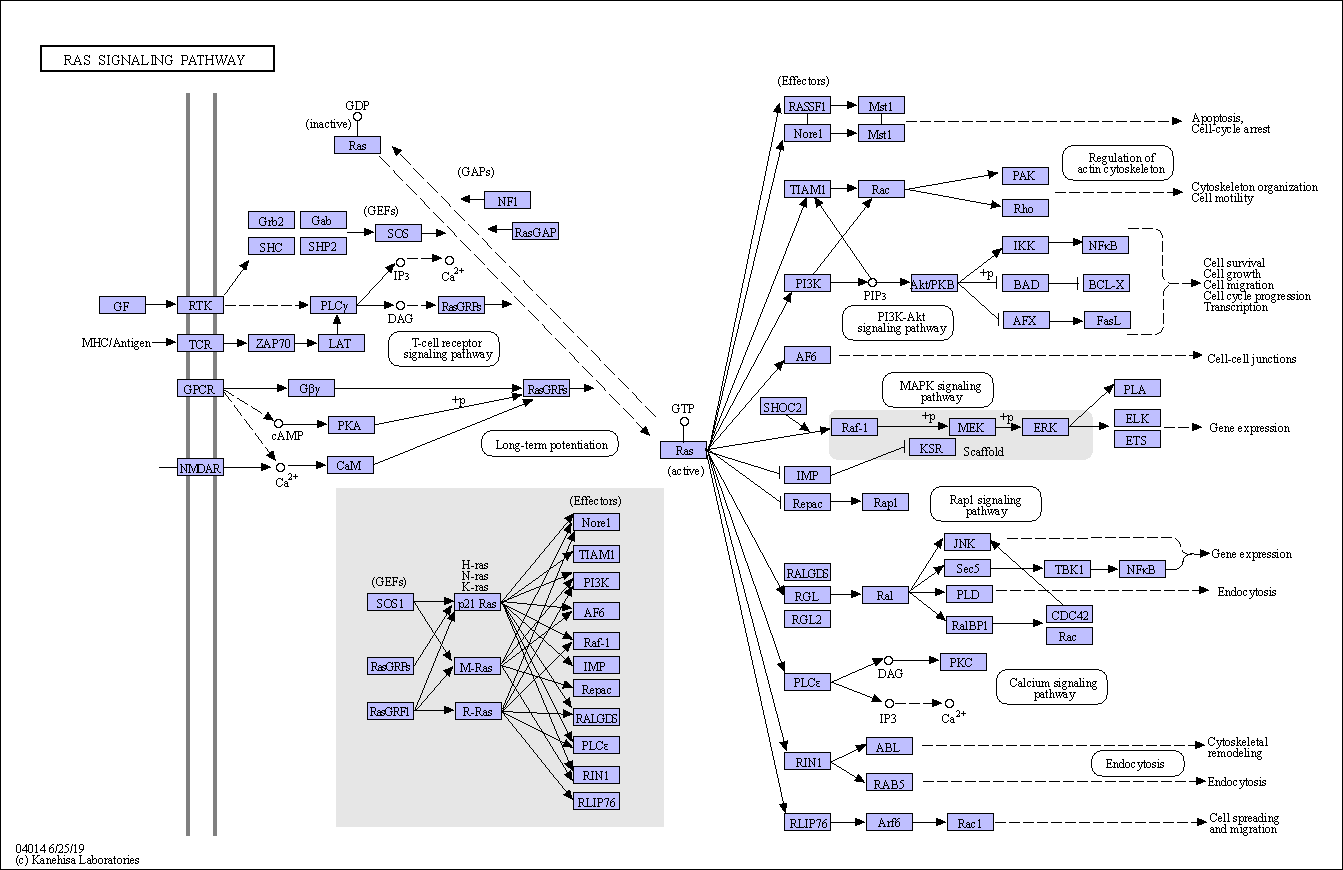 RAS SIGNALING PATHWAY
GDP
(inactive)
Ras
(GAPs)
NF1
RasGAP
Grb2
Gab
(GEFs)
SHC
SHP2
SOS
IP3
Ca2+
GF
RTK
PLCγ
DAG
RasGRPs
MHC/Antigen
TCR
ZAP70
LAT
T-cell receptor
signaling pathway
GPCR
Gβγ
RasGRFs
+p
cAMP
PKA
Long-term potentiation
NMDAR
Ca2+
CaM
GTP
Ras
(active)
(Effectors)
RASSF1
Mst1
Nore1
Mst1
Apoptosis,
Cell-cycle arrest
Regulation of
actin cytoskeleton
TIAM1
Rac
PAK
Rho
Cytoskeleton organization
Cell motility
IKK
NFκB
PI3K
PIP3
Akt/PKB
+p
BAD
BCL-X
AFX
FasL
Cell survival
Cell growth
Cell migration
Cell cycle progression
Transcription
PI3K-Akt
signaling pathway
AF6
Cell-cell junctions
MAPK signaling
pathway
SHOC2
Raf-1
+p
MEK
+p
ERK
PLA
ELK
ETS
Gene expression
KSR
Scaffold
IMP
Repac
Rap1
Rap1 signaling
pathway
JNK
RALGDS
Sec5
TBK1
NFκB
Gene expression
RGL
Ral
PLD
Endocytosis
RGL2
RalBP1
CDC42
Rac
PLCε
DAG
PKC
IP3
Ca2+
Calcium signaling
pathway
RIN1
ABL
Cytoskeletal
remodeling
RAB5
Endocytosis
Endocytosis
RLIP76
Arf6
Rac1
Cell spreading
and migration
(Effectors)
(GEFs)
H-ras
N-ras
K-ras
SOS1
p21 Ras
RasGRPs
M-Ras
RasGRF1
R-Ras
Nore1
TIAM1
PI3K
AF6
Raf-1
IMP
Repac
RALGDS
PLCε
RIN1
RLIP76
04014 6/25/19
(c) Kanehisa Laboratories